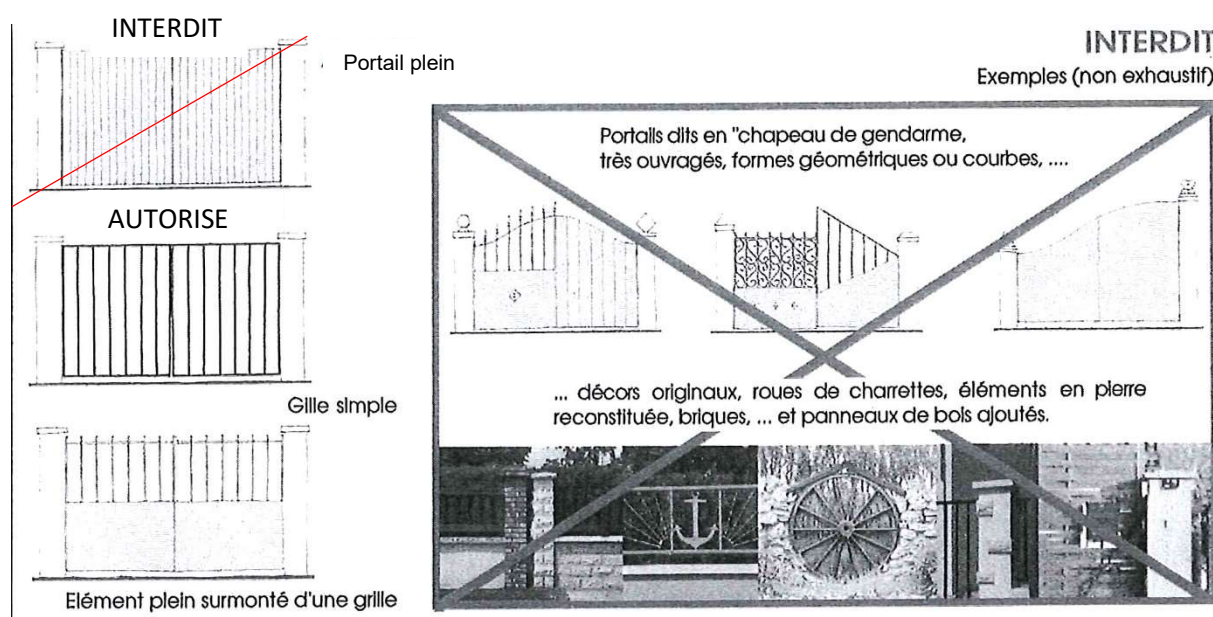 INTERDIT
Portail plein
AUTORISE
Gille simple
Elément plein surmonté d'une grille
INTERDIT
Exemples (non exhaustif)
Portails dits en "chapeau de gendarme,
très ouvragés, formes géométriques ou courbes, ....
... décors originaux, roues de charrettes, éléments en pierre
reconstituée, briques, ... et panneaux de bois ajoutés.